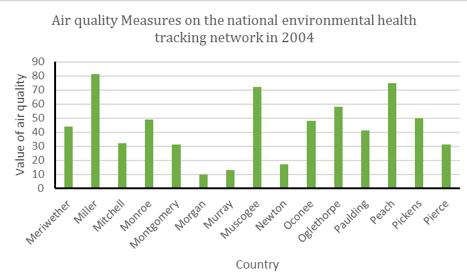 Air quality Measures on the national environmental health
tracking network in 2004
Value of air quality
90
80
70
60
50
40
30
20
10
0
Meriwether
Miller
Mitchell
Monroe
Montgomery
Morgan
Murray
Muscogee
Newton
Oconee
Oglethorpe
Paulding
Peach
Pickens
Pierce
Country